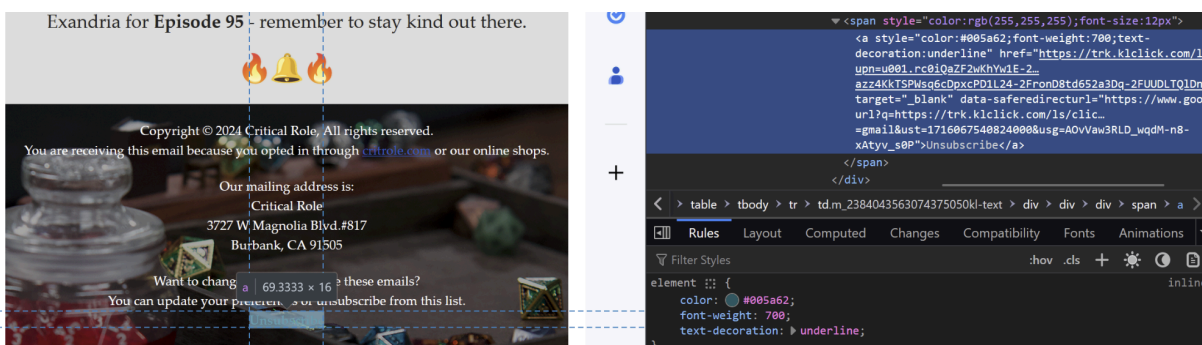 Exandria for Episode 95 - remember to stay kind out there.
Copyright © 2024 Critical Role, All rights reserved.
You are receiving this email because you opted in through critrole.com or our online shops.
Our mailing address is:
Critical Role
3727 W Magnolia Blvd.#817
Burbank, CA 91505
Want to chang these emails?
a 69.3333 × 16
You can update your preferen s or unsubscribe from this list.
Unsubscribe
<span style="color:rgb(255,255,255);font-size:12px">
<a style="color:#005a62;font-weight:700;text-
decoration:underline" href="https://trk.klclick.com/l
upn=u001.rc0iQaZF2wKhYw1E-2…
azz4KkTSPWsq6cDpxcPD1L24-2FronD8td652a3Dq-2FUUDLTQlDn
target="_blank" data-saferedirecturl="https://www.goo
url?q=https://trk.klclick.com/ls/clic…
=gmail&ust=1716067540824000&usg=AOvVaw3RLD_wqdM-n8-
xAtyv_s0P">Unsubscribe</a>
</span>
</div>
table > tbody > tr > td.m_2384043563074375050kl-text > div > div > div > span > a
Rules Layout Computed Changes Compatibility Fonts Animations
Filter Styles :hov .cls
element { inline
color: #005a62;
font-weight: 700;
text-decoration: underline;
}